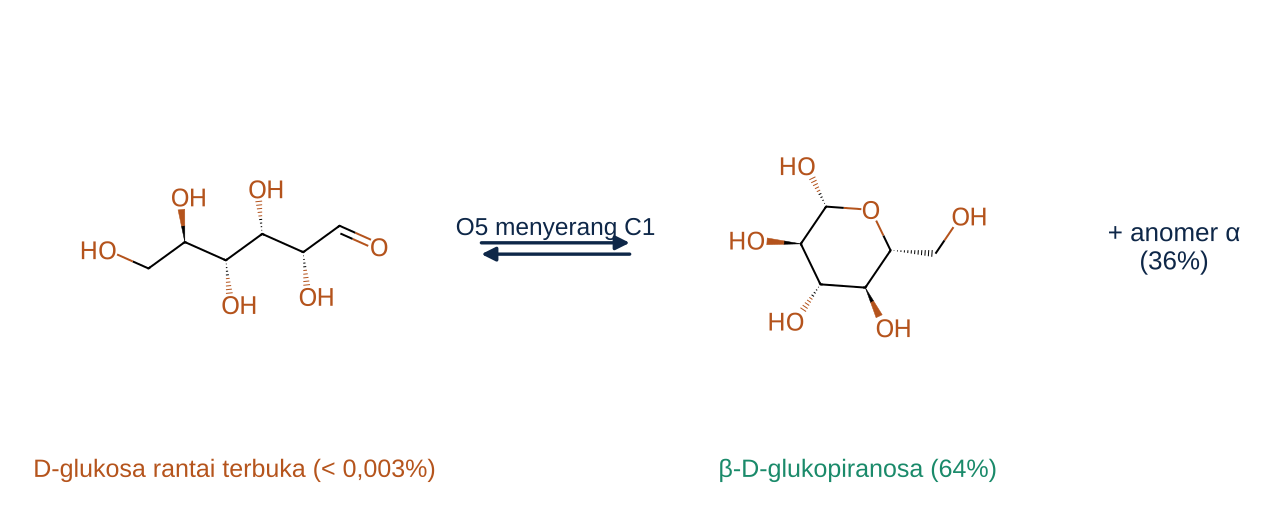 OH
OH
HO
O
OH
OH
O5 menyerang C1
HO
O
OH
HO
HO
OH
+ anomer α
(36%)
D-glukosa rantai terbuka (< 0,003%)
β-D-glukopiranosa (64%)